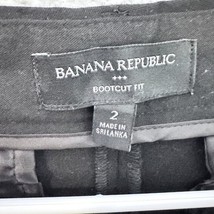 BANANA REPUBLIC
BOOTCUT FIT
2
MADE IN
SRI LANKA